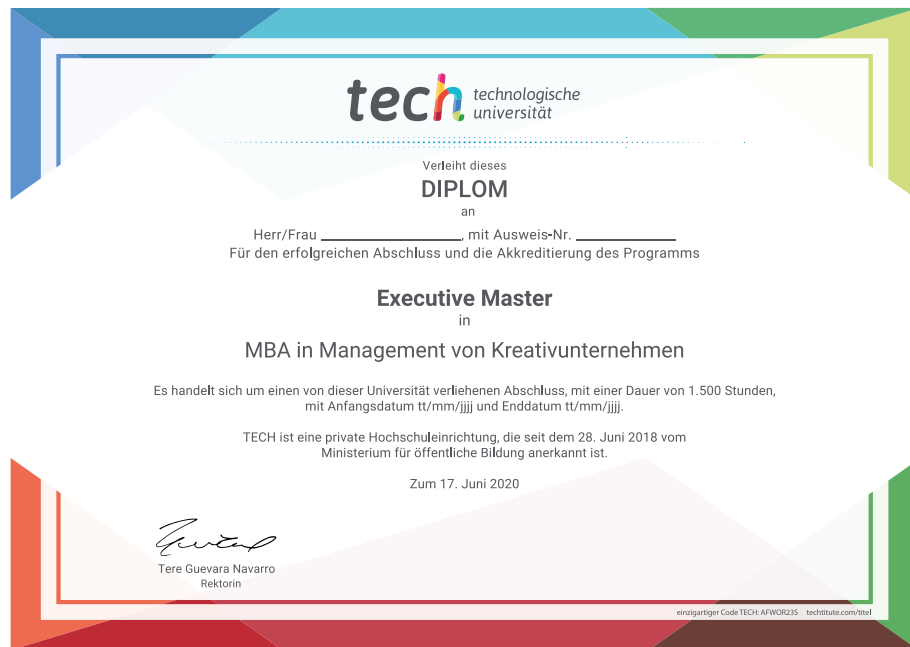 tech technologische
universität
Verleiht dieses
DIPLOM
an
Herr/Frau ________________, mit Ausweis-Nr. ____________
Für den erfolgreichen Abschluss und die Akkreditierung des Programms
Executive Master
in
MBA in Management von Kreativunternehmen
Es handelt sich um einen von dieser Universität verliehenen Abschluss, mit einer Dauer von 1.500 Stunden,
mit Anfangsdatum tt/mm/jjjj und Enddatum tt/mm/jjjj.
TECH ist eine private Hochschuleinrichtung, die seit dem 28. Juni 2018 vom
Ministerium für öffentliche Bildung anerkannt ist.
Zum 17. Juni 2020
Tere Guevara Navarro
Rektorin
einzigartiger Code TECH: AFWOR23S techtitute.com/titel